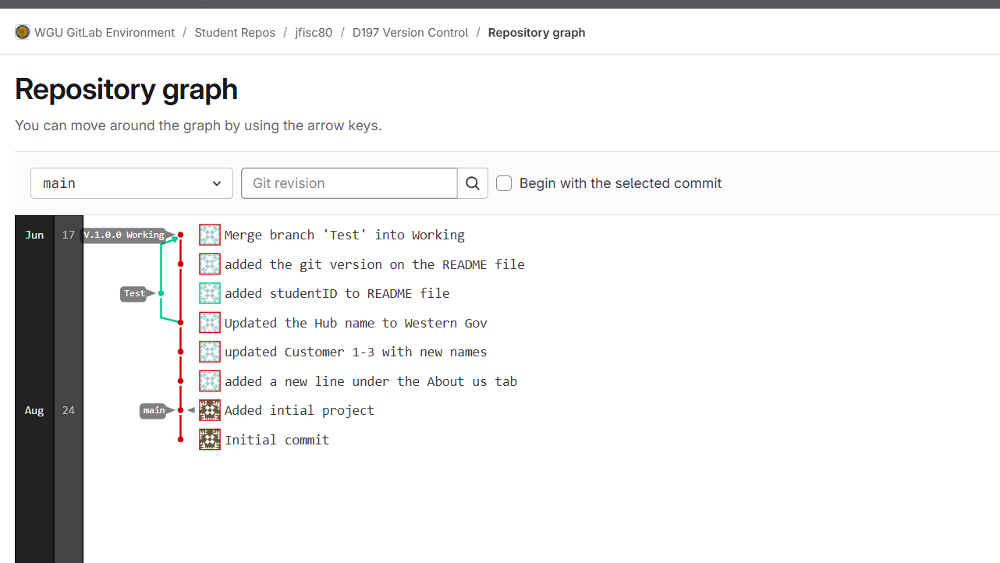 WGU GitLab Environment / Student Repos / jfisc80 / D197 Version Control / Repository graph
Repository graph
You can move around the graph by using the arrow keys.
main Git revision Begin with the selected commit
Jun 17 V.1.0.0 Working Merge branch 'Test' into Working
added the git version on the README file
Test added studentID to README file
Updated the Hub name to Western Gov
updated Customer 1-3 with new names
added a new line under the About us tab
Aug 24 main Added intial project
Initial commit